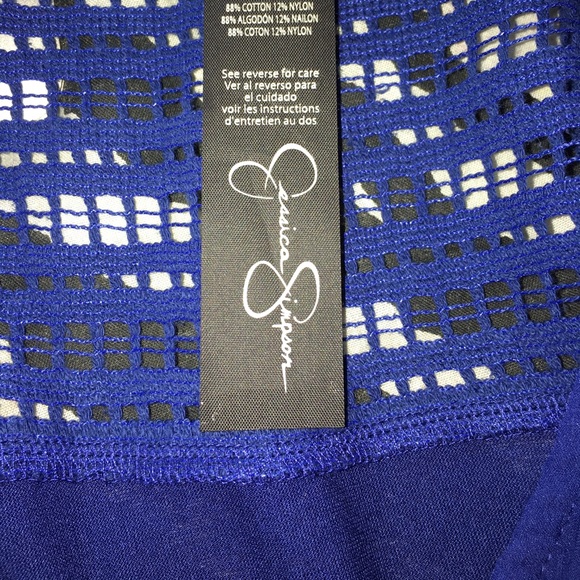 88% COTTON 12% NYLON
88% ALGODÓN 12% NAILON
88% COTON 12% NYLON
See reverse for care
Ver al reverso para
el cuidado
voir les instructions
d'entretien au dos
Jessica Simpson